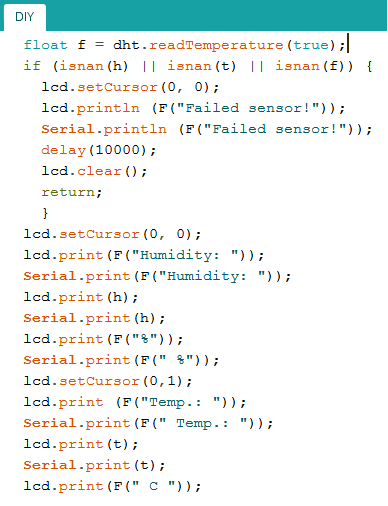 DIY
float f = dht.readTemperature(true);
if (isnan(h) || isnan(t) || isnan(f)) {
lcd.setCursor(0, 0);
lcd.println (F("Failed sensor!"));
Serial.println (F("Failed sensor!"));
delay(10000);
lcd.clear();
return;
}
lcd.setCursor(0, 0);
lcd.print(F("Humidity: "));
Serial.print(F("Humidity: "));
lcd.print(h);
Serial.print(h);
lcd.print(F("%"));
Serial.print(F(" %"));
lcd.setCursor(0,1);
lcd.print (F("Temp.: "));
Serial.print(F(" Temp.: "));
lcd.print(t);
Serial.print(t);
lcd.print(F(" C "));